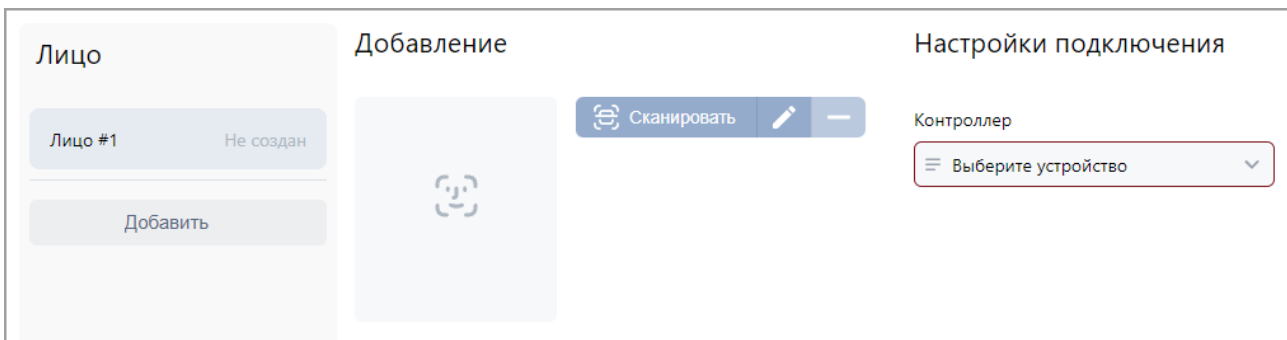 Лицо
Лицо #1 Не создан
Добавить
Добавление
Сканировать
Настройки подключения
Контроллер
Выберите устройство